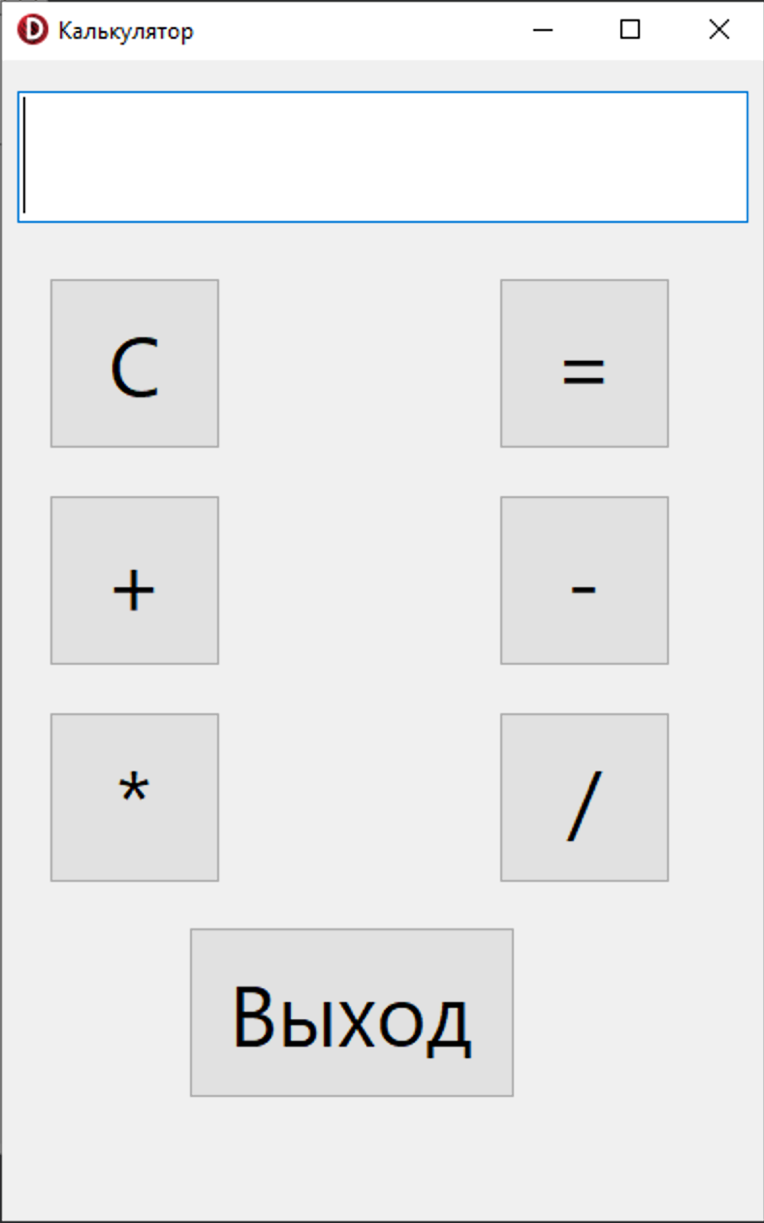 Калькулятор
C =
+ -
* /
Выход